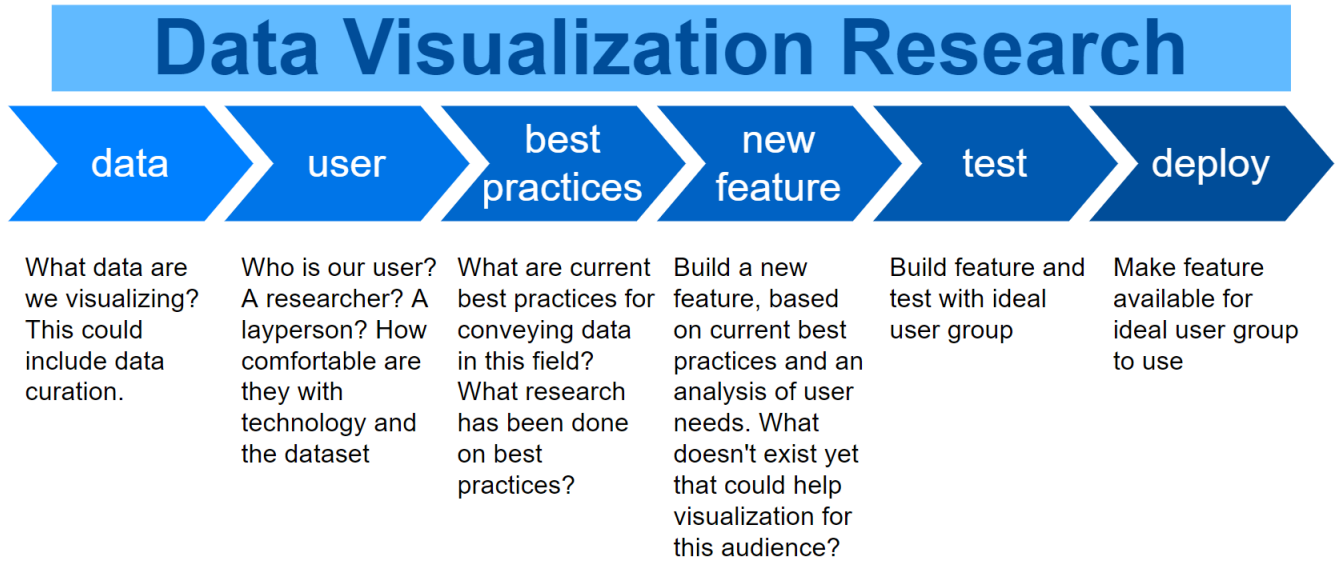 Data Visualization Research
data
user
best
practices
new
feature
test
deploy
What data are
we visualizing?
This could
include data
curation.
Who is our user?
A researcher? A
layperson? How
comfortable are
they with
technology and
the dataset
What are current
best practices for
conveying data
in this field?
What research
has been done
on best
practices?
Build a new
feature, based
on current best
practices and an
analysis of user
needs. What
doesn't exist yet
that could help
visualization for
this audience?
Build feature and
test with ideal
user group
Make feature
available for
ideal user group
to use